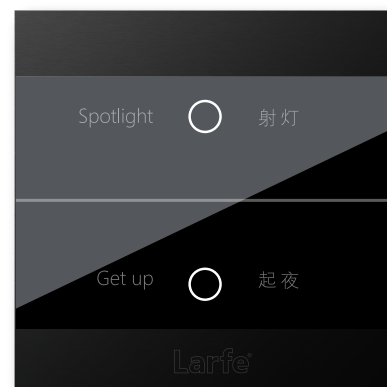 Spotlight 射灯
Get up 起夜
Larfe